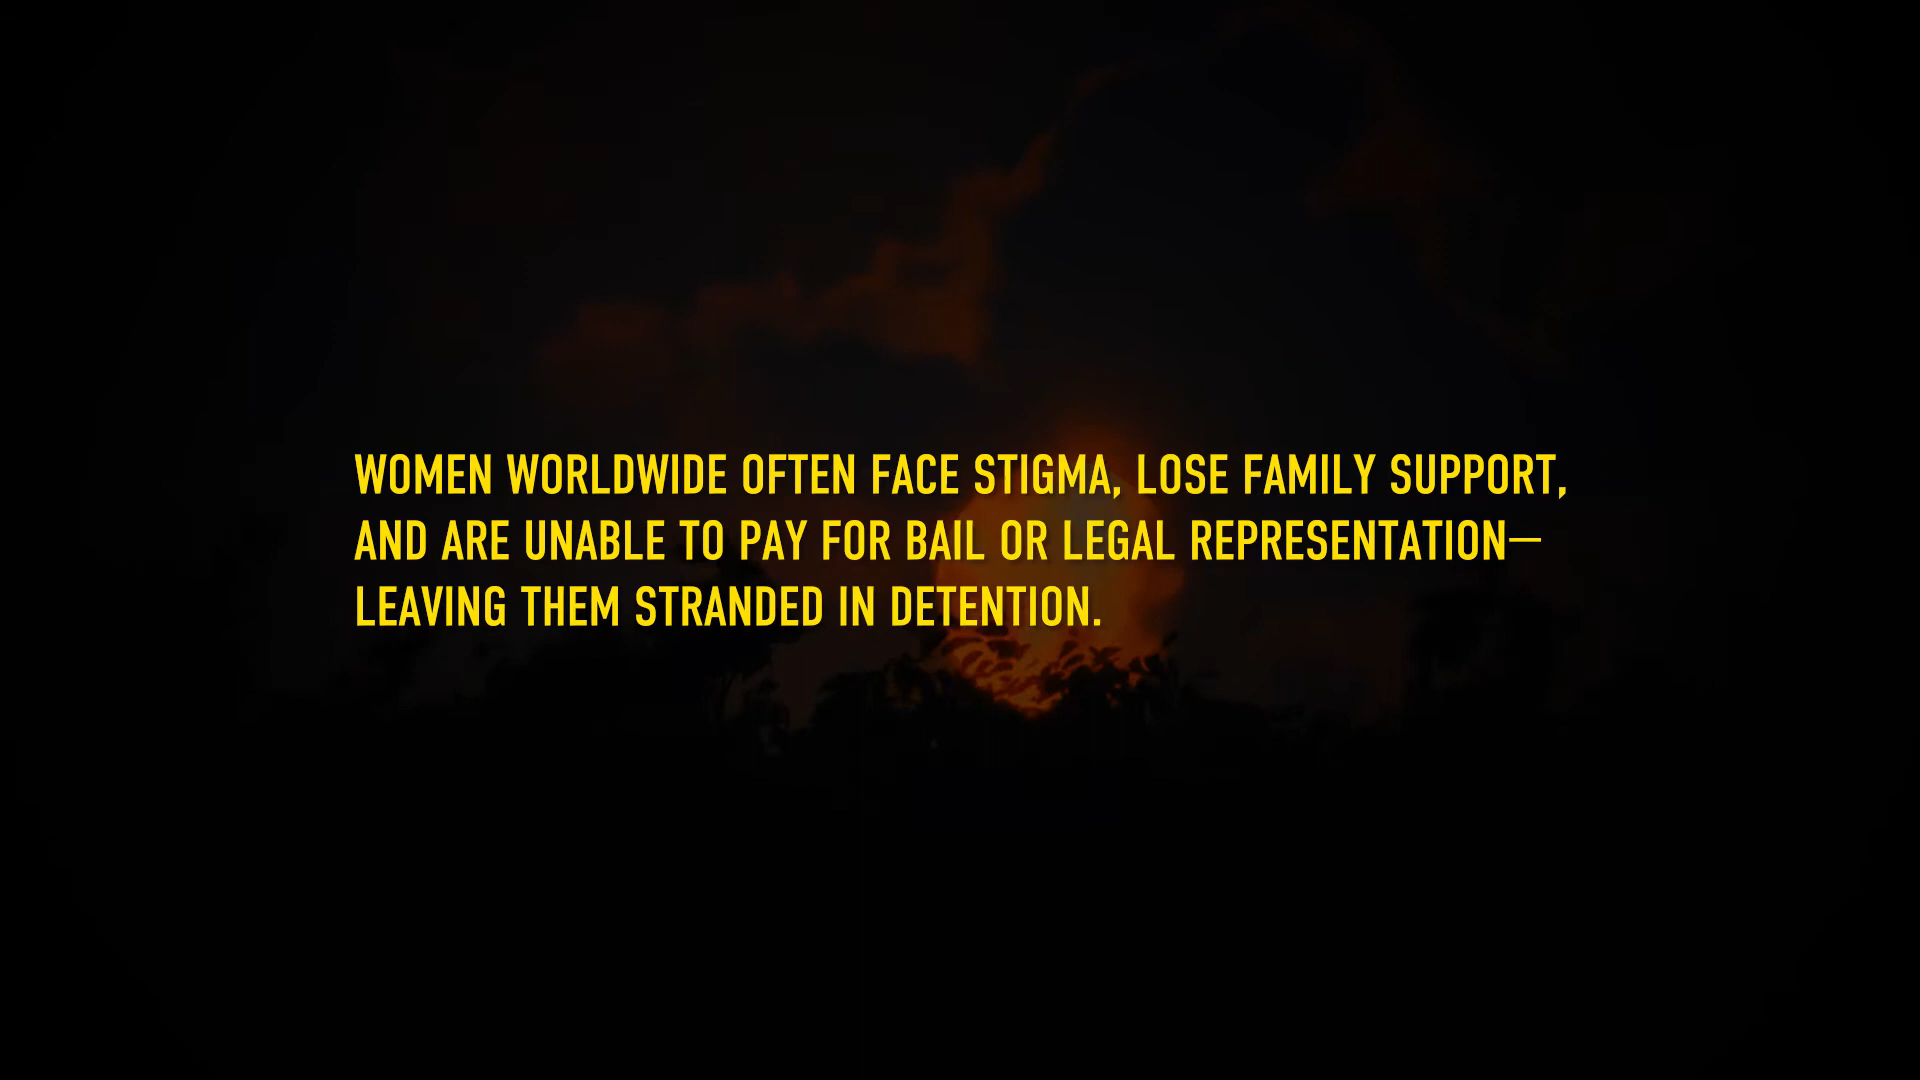 WOMEN WORLDWIDE OFTEN FACE STIGMA, LOSE FAMILY SUPPORT,
AND ARE UNABLE TO PAY FOR BAIL OR LEGAL REPRESENTATION—
LEAVING THEM STRANDED IN DETENTION.